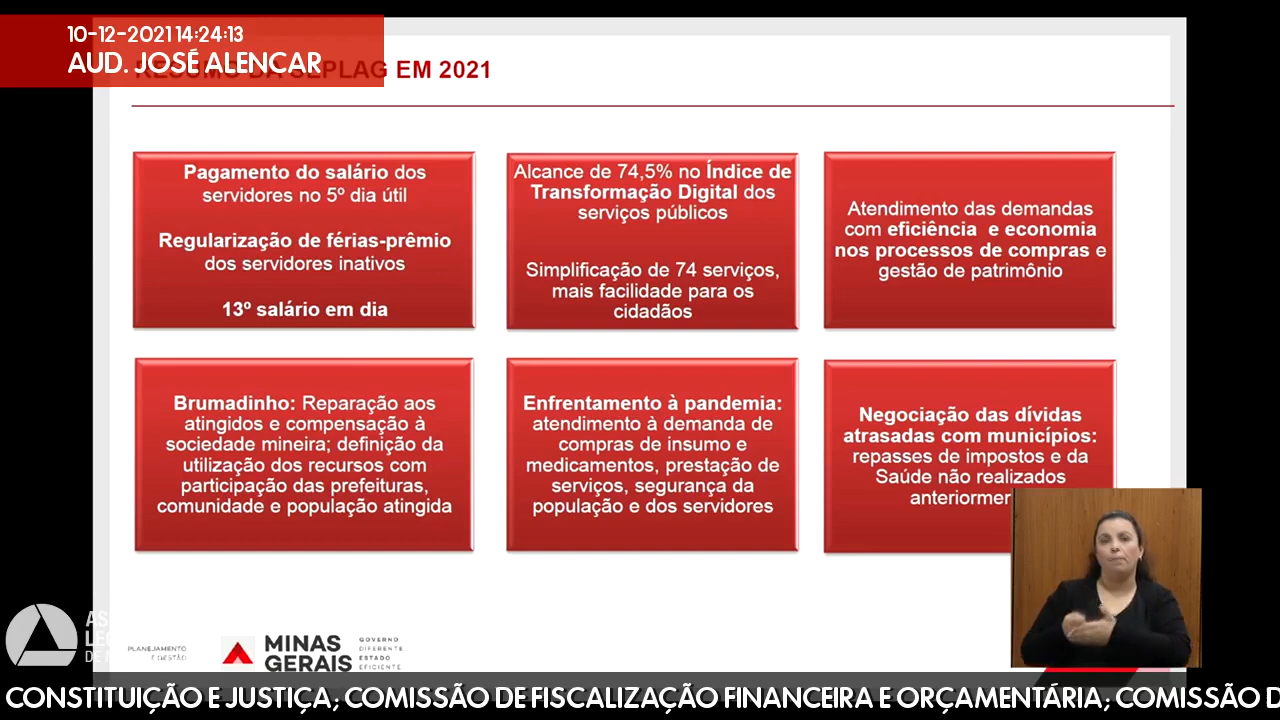 10-12-2021 14:24:13
AUD. JOSÉ ALENCAR
EM 2021
Pagamento do salário dos
servidores no 5º dia útil
Regularização de férias-prêmio
dos servidores inativos
13º salário em dia
Alcance de 74,5% no Índice de
Transformação Digital dos
serviços públicos
Simplificação de 74 serviços,
mais facilidade para os
cidadãos
Atendimento das demandas
com eficiência e economia
nos processos de compras e
gestão de patrimônio
Brumadinho: Reparação aos
atingidos e compensação à
sociedade mineira; definição da
utilização dos recursos com
participação das prefeituras,
comunidade e população atingida
Enfrentamento à pandemia:
atendimento à demanda de
compras de insumo e
medicamentos, prestação de
serviços, segurança da
população e dos servidores
Negociação das dívidas
atrasadas com municípios:
repasses de impostos e da
Saúde não realizados
PLANEJAMENTO
E GESTÃO
MINAS
GERAIS
GOVERNO
DIFERENTE
ESTADO
EFICIENTE
CONSTITUIÇÃO E JUSTIÇA; COMISSÃO DE FISCALIZAÇÃO FINANCEIRA E ORÇAMENTÁRIA; COMISSÃO D